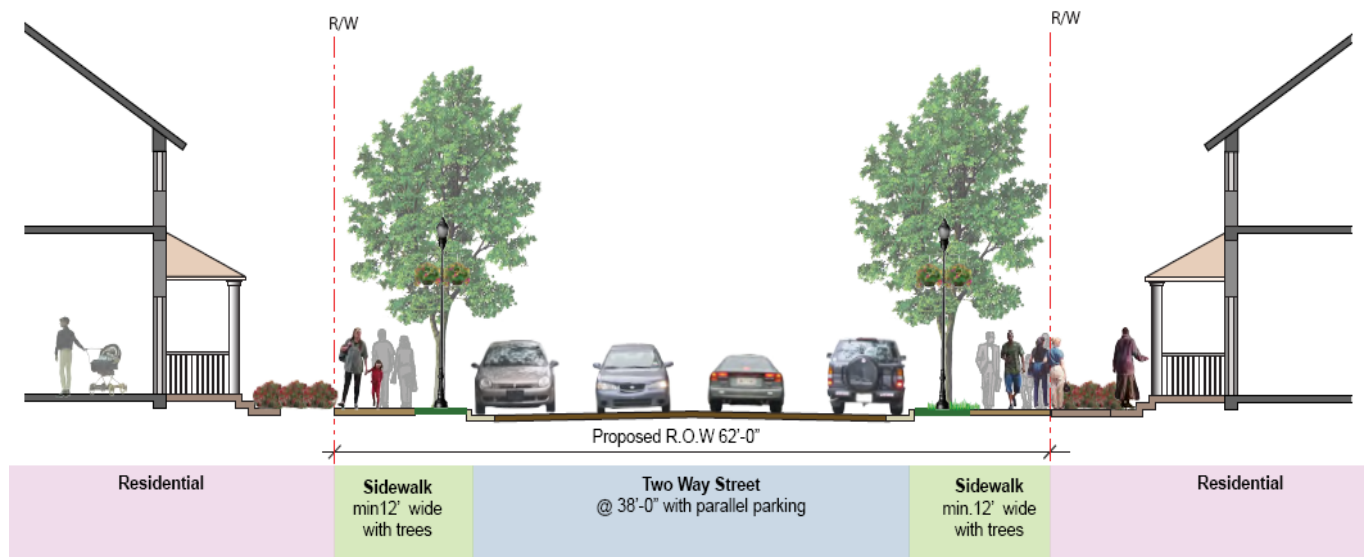 R/W
R/W
Proposed R.O.W 62’-0”
Residential
Sidewalk
min12’ wide
with trees
Two Way Street
@ 38’-0” with parallel parking
Sidewalk
min.12’ wide
with trees
Residential